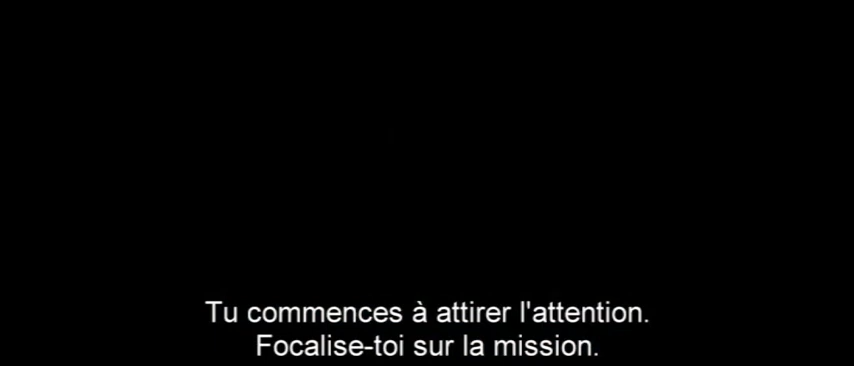 Tu commences à attirer l'attention.
Focalise-toi sur la mission.